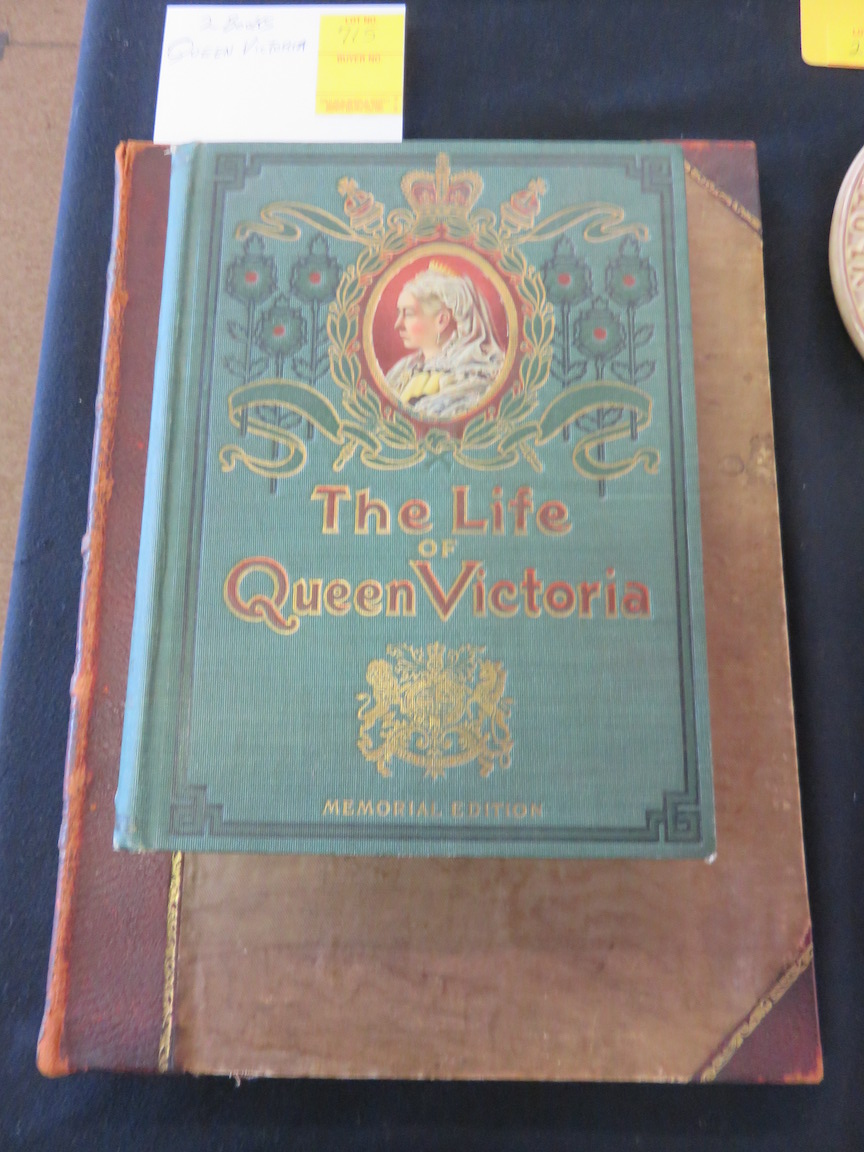 2 Books
Queen Victoria
LOT NO
715
BUYER NO
The Life
OF
Queen Victoria
MEMORIAL EDITION